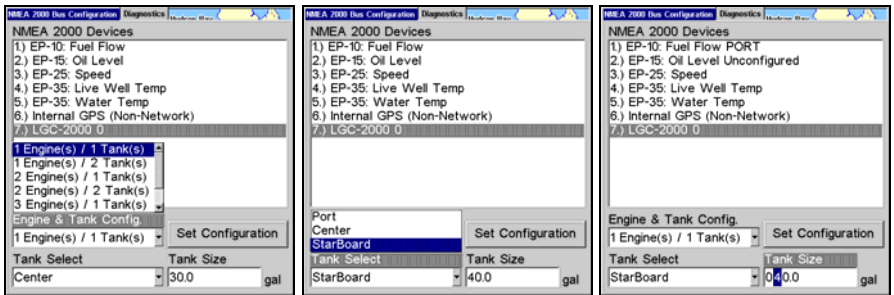 NMEA 2000 Bus Configuration Diagnostics
NMEA 2000 Devices
1.) EP-10: Fuel Flow
2.) EP-15: Oil Level
3.) EP-25: Speed
4.) EP-35: Live Well Temp
5.) EP-35: Water Temp
6.) Internal GPS (Non-Network)
7.) LGC-2000 0
1 Engine(s) / 1 Tank(s)
1 Engine(s) / 2 Tank(s)
2 Engine(s) / 1 Tank(s)
2 Engine(s) / 2 Tank(s)
3 Engine(s) / 1 Tank(s)
Engine & Tank Config.
1 Engine(s) / 1 Tank(s) Set Configuration
Tank Select Tank Size
Center 30.0 gal
NMEA 2000 Bus Configuration Diagnostics
NMEA 2000 Devices
1.) EP-10: Fuel Flow
2.) EP-15: Oil Level
3.) EP-25: Speed
4.) EP-35: Live Well Temp
5.) EP-35: Water Temp
6.) Internal GPS (Non-Network)
7.) LGC-2000 0
Port
Center
StarBoard Set Configuration
Tank Select Tank Size
StarBoard 40.0 gal
NMEA 2000 Bus Configuration Diagnostics
NMEA 2000 Devices
1.) EP-10: Fuel Flow PORT
2.) EP-15: Oil Level Unconfigured
3.) EP-25: Speed
4.) EP-35: Live Well Temp
5.) EP-35: Water Temp
6.) Internal GPS (Non-Network)
7.) LGC-2000 0
Engine & Tank Config.
1 Engine(s) / 1 Tank(s) Set Configuration
Tank Select Tank Size
StarBoard 040.0 gal